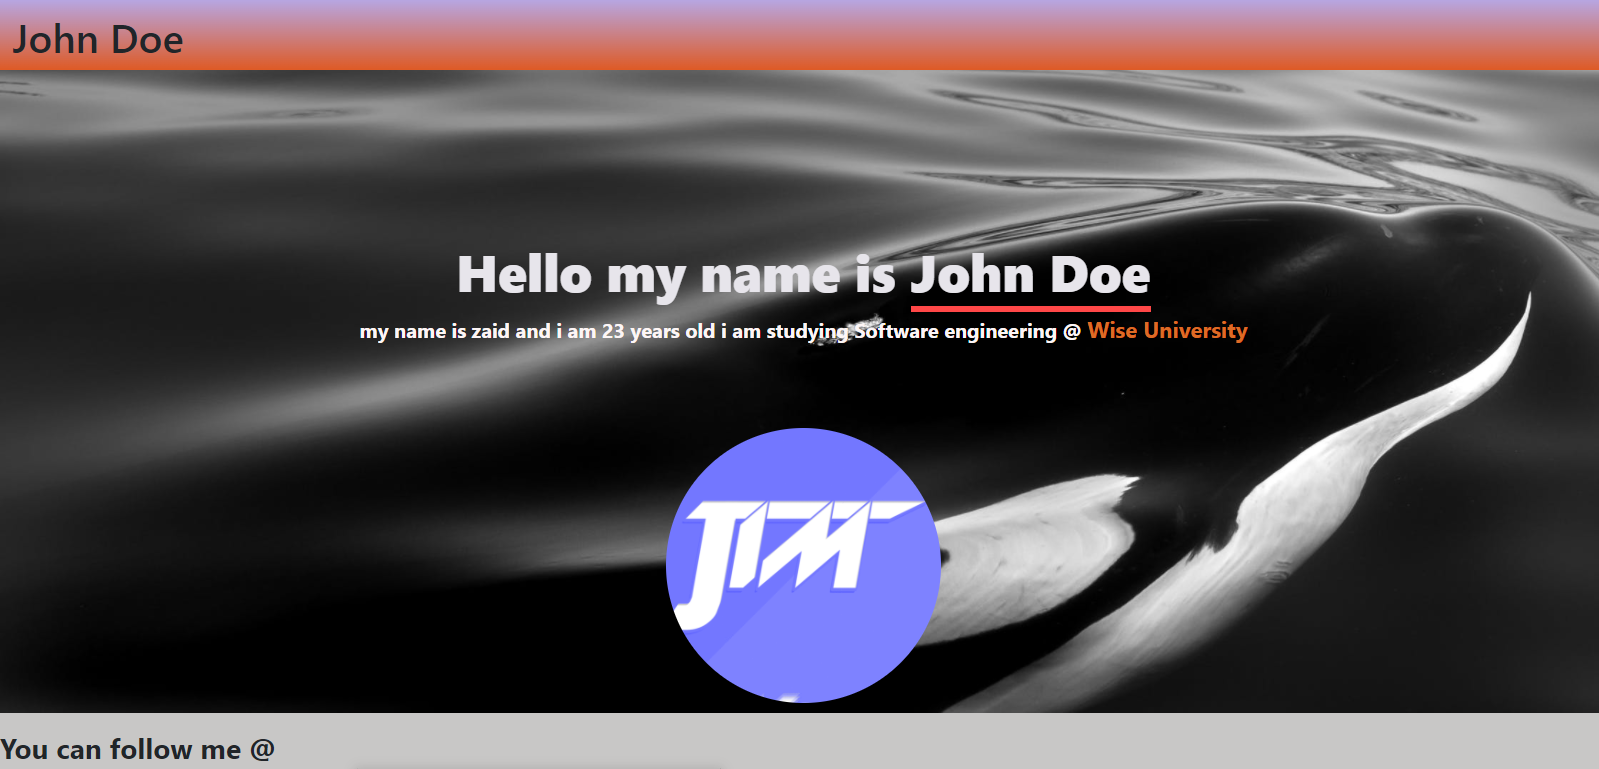 John Doe
Hello my name is John Doe
my name is zaid and i am 23 years old i am studying Software engineering @ Wise University
JIMT
You can follow me @